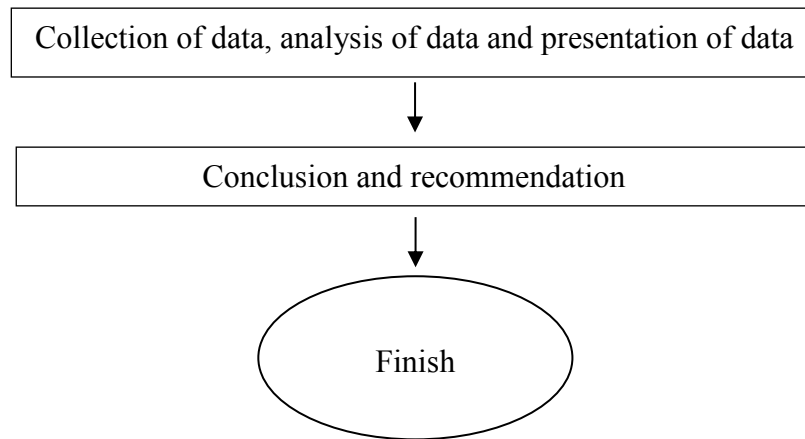 Collection of data, analysis of data and presentation of data
Conclusion and recommendation
Finish